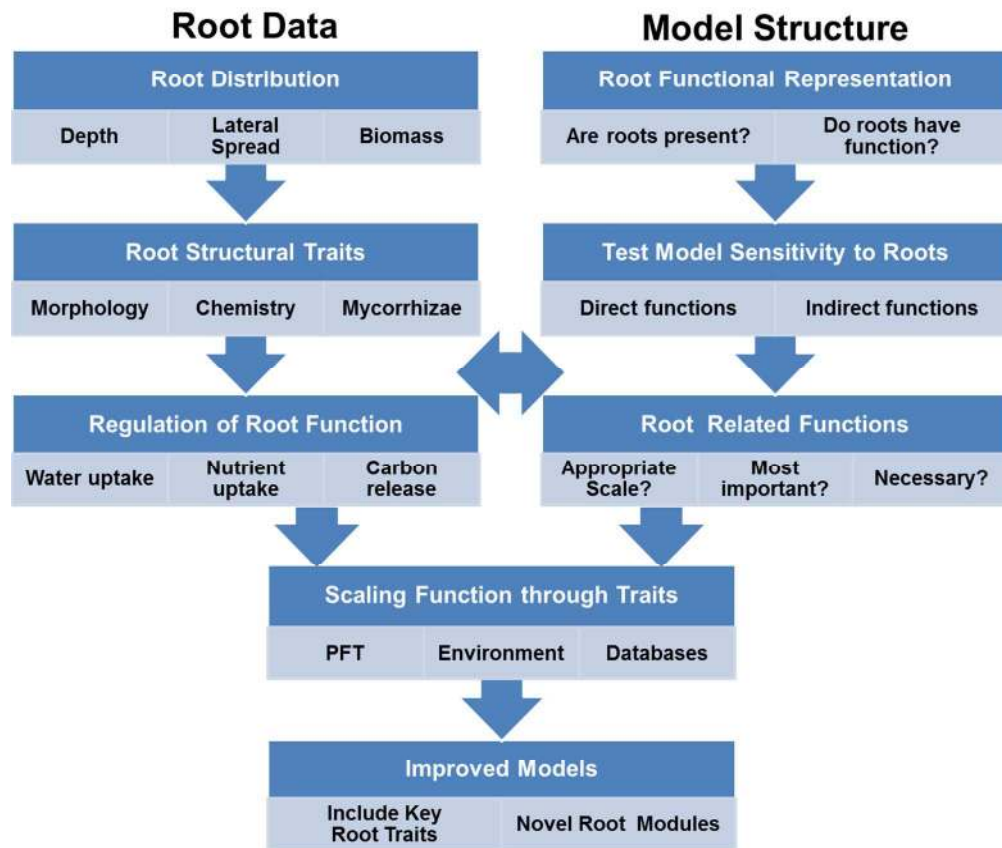 Root Data
Root Distribution
Depth
Lateral
Spread
Biomass
Root Structural Traits
Morphology
Chemistry
Mycorrhizae
Regulation of Root Function
Water uptake
Nutrient
uptake
Carbon
release
Model Structure
Root Functional Representation
Are roots present?
Do roots have
function?
Test Model Sensitivity to Roots
Direct functions
Indirect functions
Root Related Functions
Appropriate
Scale?
Most
important?
Necessary?
Scaling Function through Traits
PFT
Environment
Databases
Improved Models
Include Key
Root Traits
Novel Root Modules